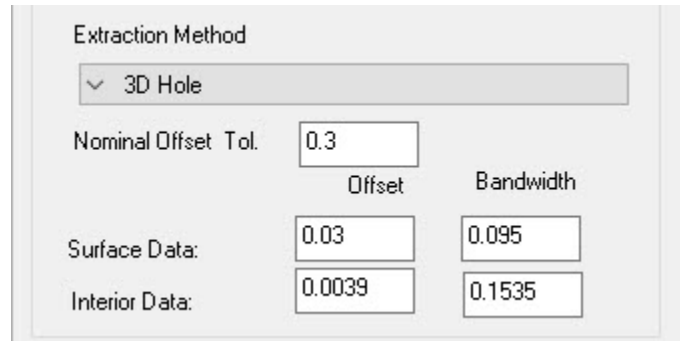 Extraction Method
3D Hole
Nominal Offset Tol. 0.3
Offset Bandwidth
Surface Data: 0.03 0.095
Interior Data: 0.0039 0.1535